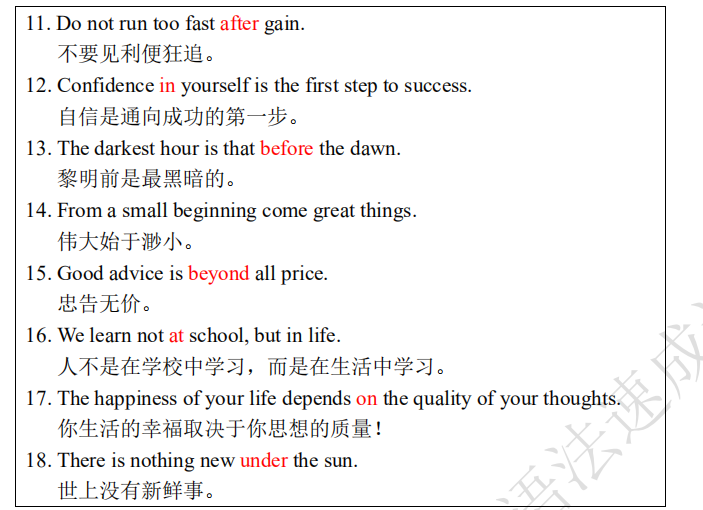 11. Do not run too fast after gain.
不要见利便狂追。
12. Confidence in yourself is the first step to success.
自信是通向成功的第一步。
13. The darkest hour is that before the dawn.
黎明前是最黑暗的。
14. From a small beginning come great things.
伟大始于渺小。
15. Good advice is beyond all price.
忠告无价。
16. We learn not at school, but in life.
人不是在学校中学习，而是在生活中学习。
17. The happiness of your life depends on the quality of your thoughts.
你生活的幸福取决于你思想的质量！
18. There is nothing new under the sun.
世上没有新鲜事。
语法速成